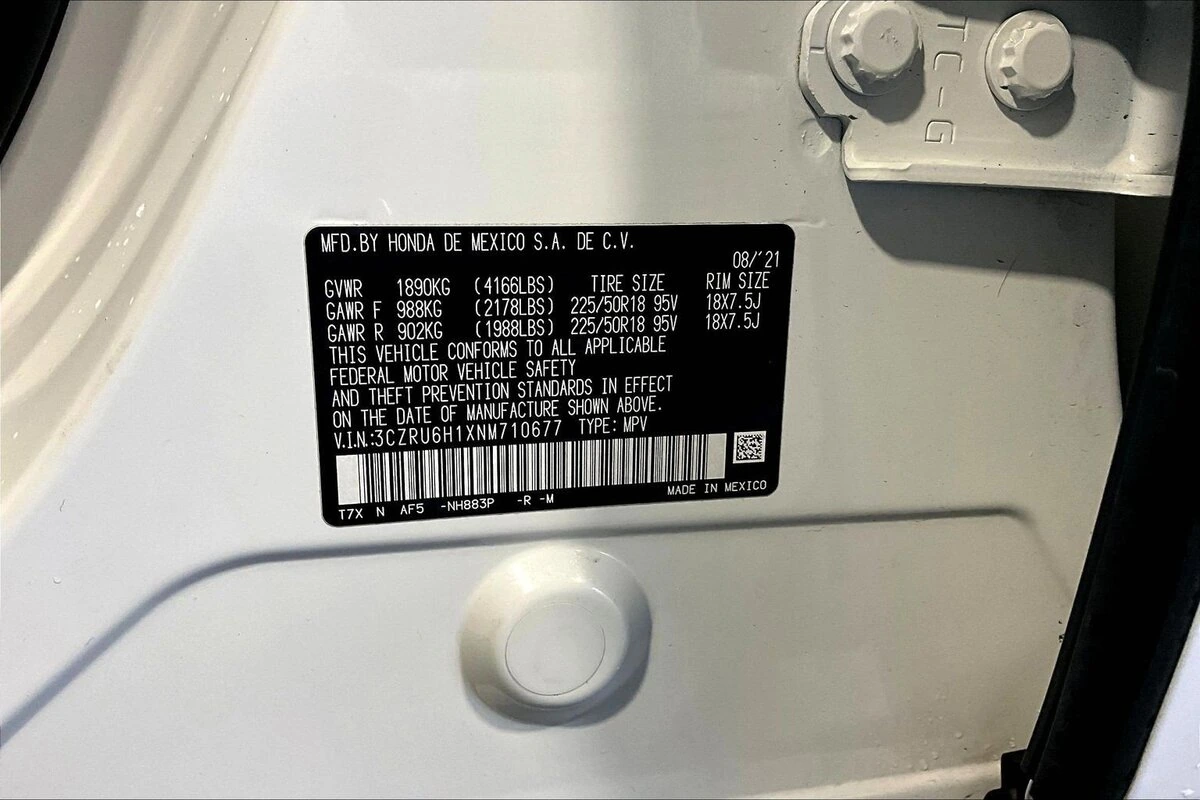 TC-G
MFD.BY HONDA DE MEXICO S.A. DE C.V.
08/'21
GVWR 1890KG (4166LBS) TIRE SIZE RIM SIZE
GAWR F 988KG (2178LBS) 225/50R18 95V 18X7.5J
GAWR R 902KG (1988LBS) 225/50R18 95V 18X7.5J
THIS VEHICLE CONFORMS TO ALL APPLICABLE
FEDERAL MOTOR VEHICLE SAFETY
AND THEFT PREVENTION STANDARDS IN EFFECT
ON THE DATE OF MANUFACTURE SHOWN ABOVE.
V.I.N.:3CZRU6H1XNM710677 TYPE: MPV
T7X N AF5 -NH883P -R -M MADE IN MEXICO